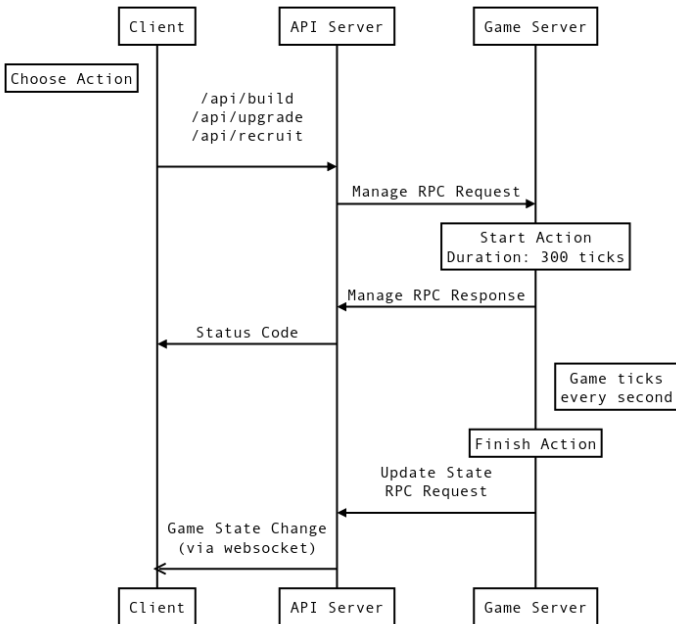 Client
API Server
Game Server
Choose Action
/api/build
/api/upgrade
/api/recruit
Manage RPC Request
Start Action
Duration: 300 ticks
Manage RPC Response
Status Code
Game ticks
every second
Finish Action
Update State
RPC Request
Game State Change
(via websocket)
Client
API Server
Game Server